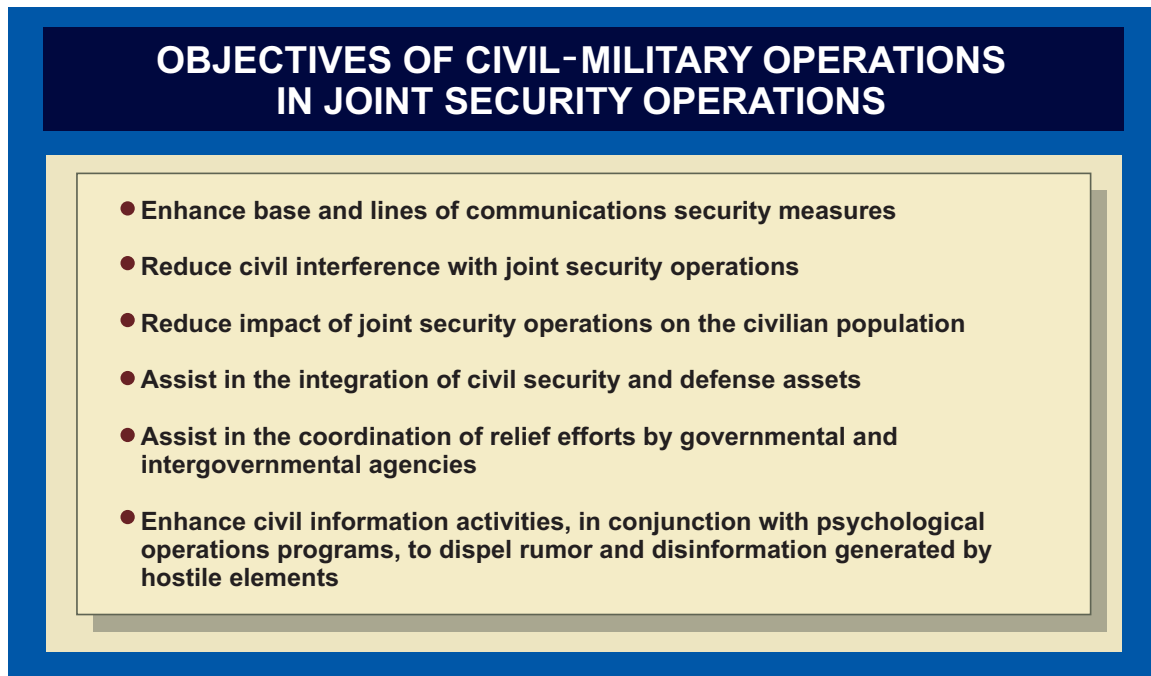 OBJECTIVES OF CIVIL-MILITARY OPERATIONS
IN JOINT SECURITY OPERATIONS
● Enhance base and lines of communications security measures
● Reduce civil interference with joint security operations
● Reduce impact of joint security operations on the civilian population
● Assist in the integration of civil security and defense assets
● Assist in the coordination of relief efforts by governmental and
intergovernmental agencies
● Enhance civil information activities, in conjunction with psychological
operations programs, to dispel rumor and disinformation generated by
hostile elements